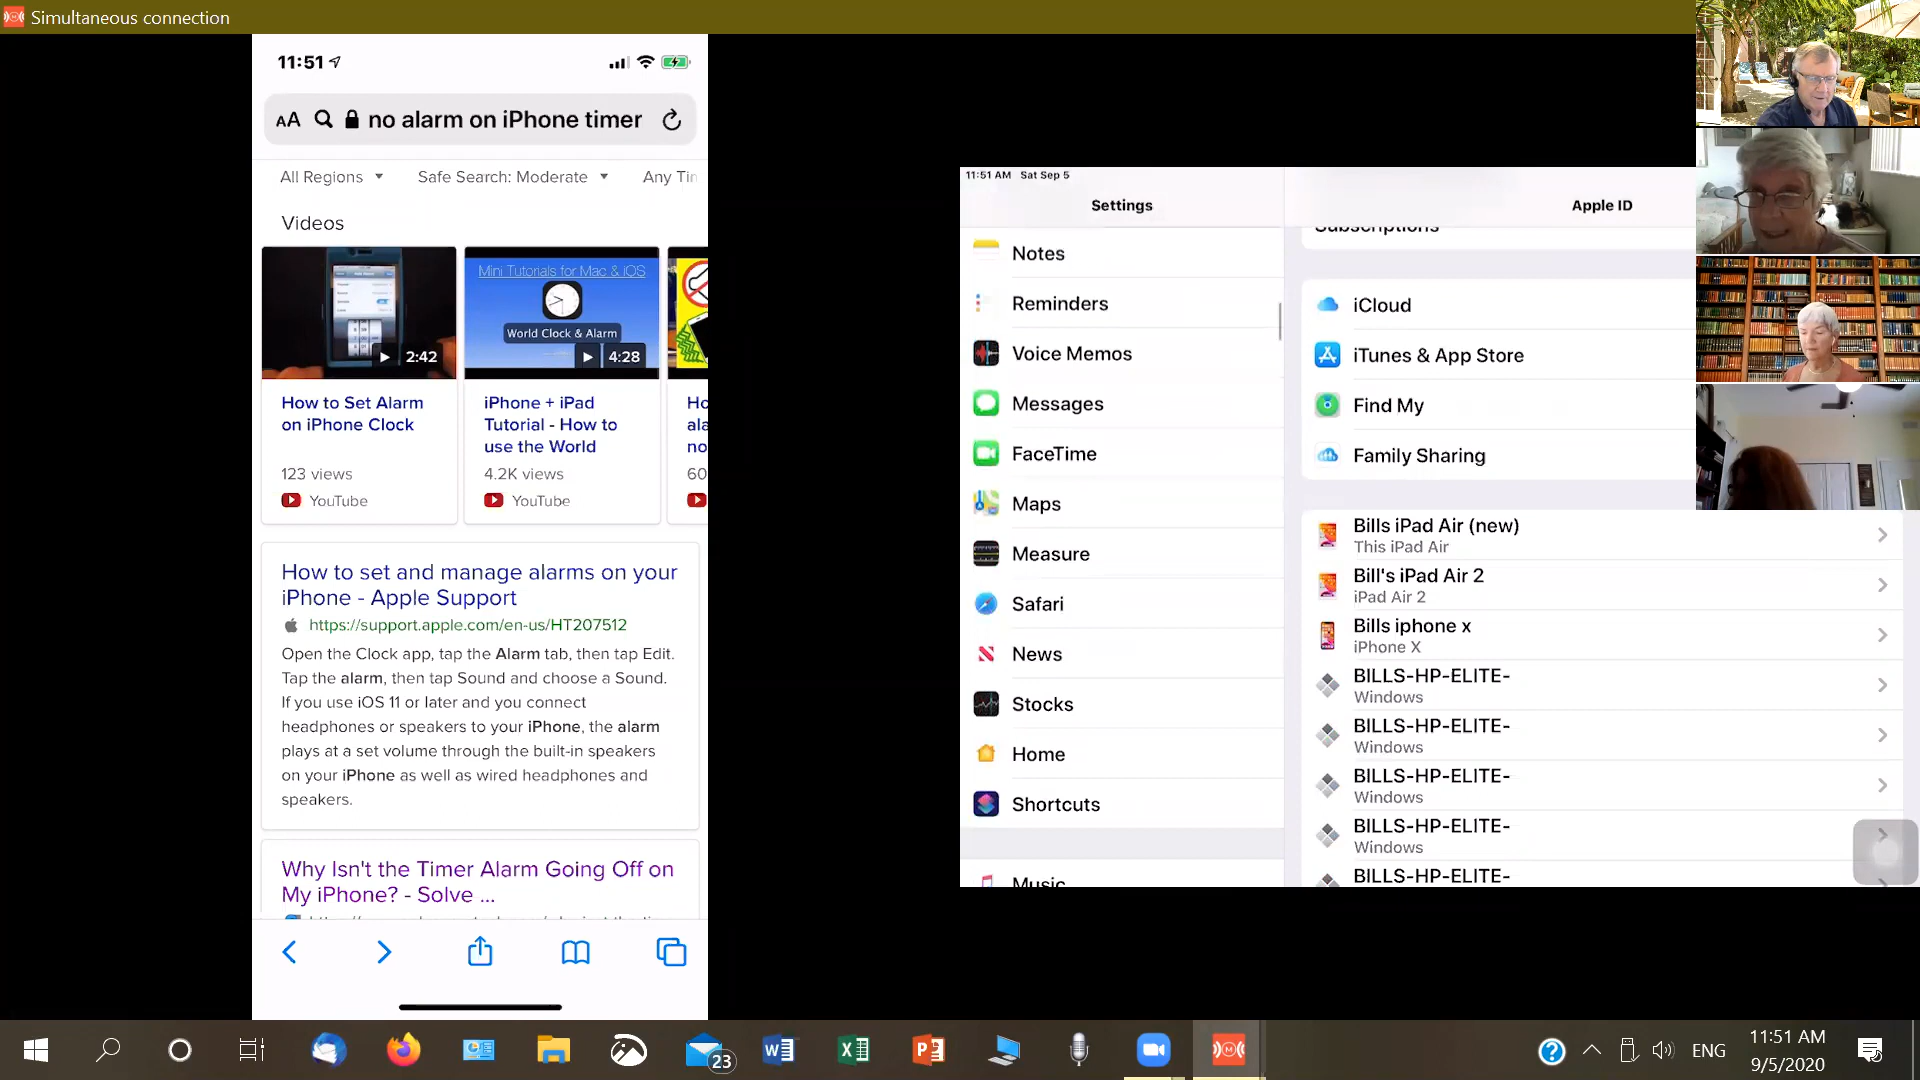 Simultaneous connection
11:51
AA no alarm on iPhone timer
All Regions Safe Search: Moderate Any Tin
Videos
Mini Tutorials for Mac & iOS
World Clock & Alarm
2:42
4:28
How to Set Alarm
on iPhone Clock
123 views
YouTube
iPhone + iPad
Tutorial - How to
use the World
4.2K views
YouTube
Ho
ala
no
60
How to set and manage alarms on your
iPhone - Apple Support
https://support.apple.com/en-us/HT207512
Open the Clock app, tap the Alarm tab, then tap Edit.
Tap the alarm, then tap Sound and choose a Sound.
If you use iOS 11 or later and you connect
headphones or speakers to your iPhone, the alarm
plays at a set volume through the built-in speakers
on your iPhone as well as wired headphones and
speakers.
Why Isn't the Timer Alarm Going Off on
My iPhone? - Solve ...
11:51 AM Sat Sep 5
Settings
Notes
Reminders
Voice Memos
Messages
FaceTime
Maps
Measure
Safari
News
Stocks
Home
Shortcuts
Music
Apple ID
Subscriptions
iCloud
iTunes & App Store
Find My
Family Sharing
Bills iPad Air (new)
This iPad Air
Bill's iPad Air 2
iPad Air 2
Bills iphone x
iPhone X
BILLS-HP-ELITE-
Windows
BILLS-HP-ELITE-
Windows
BILLS-HP-ELITE-
Windows
BILLS-HP-ELITE-
Windows
BILLS-HP-ELITE-
23
ENG
11:51 AM
9/5/2020